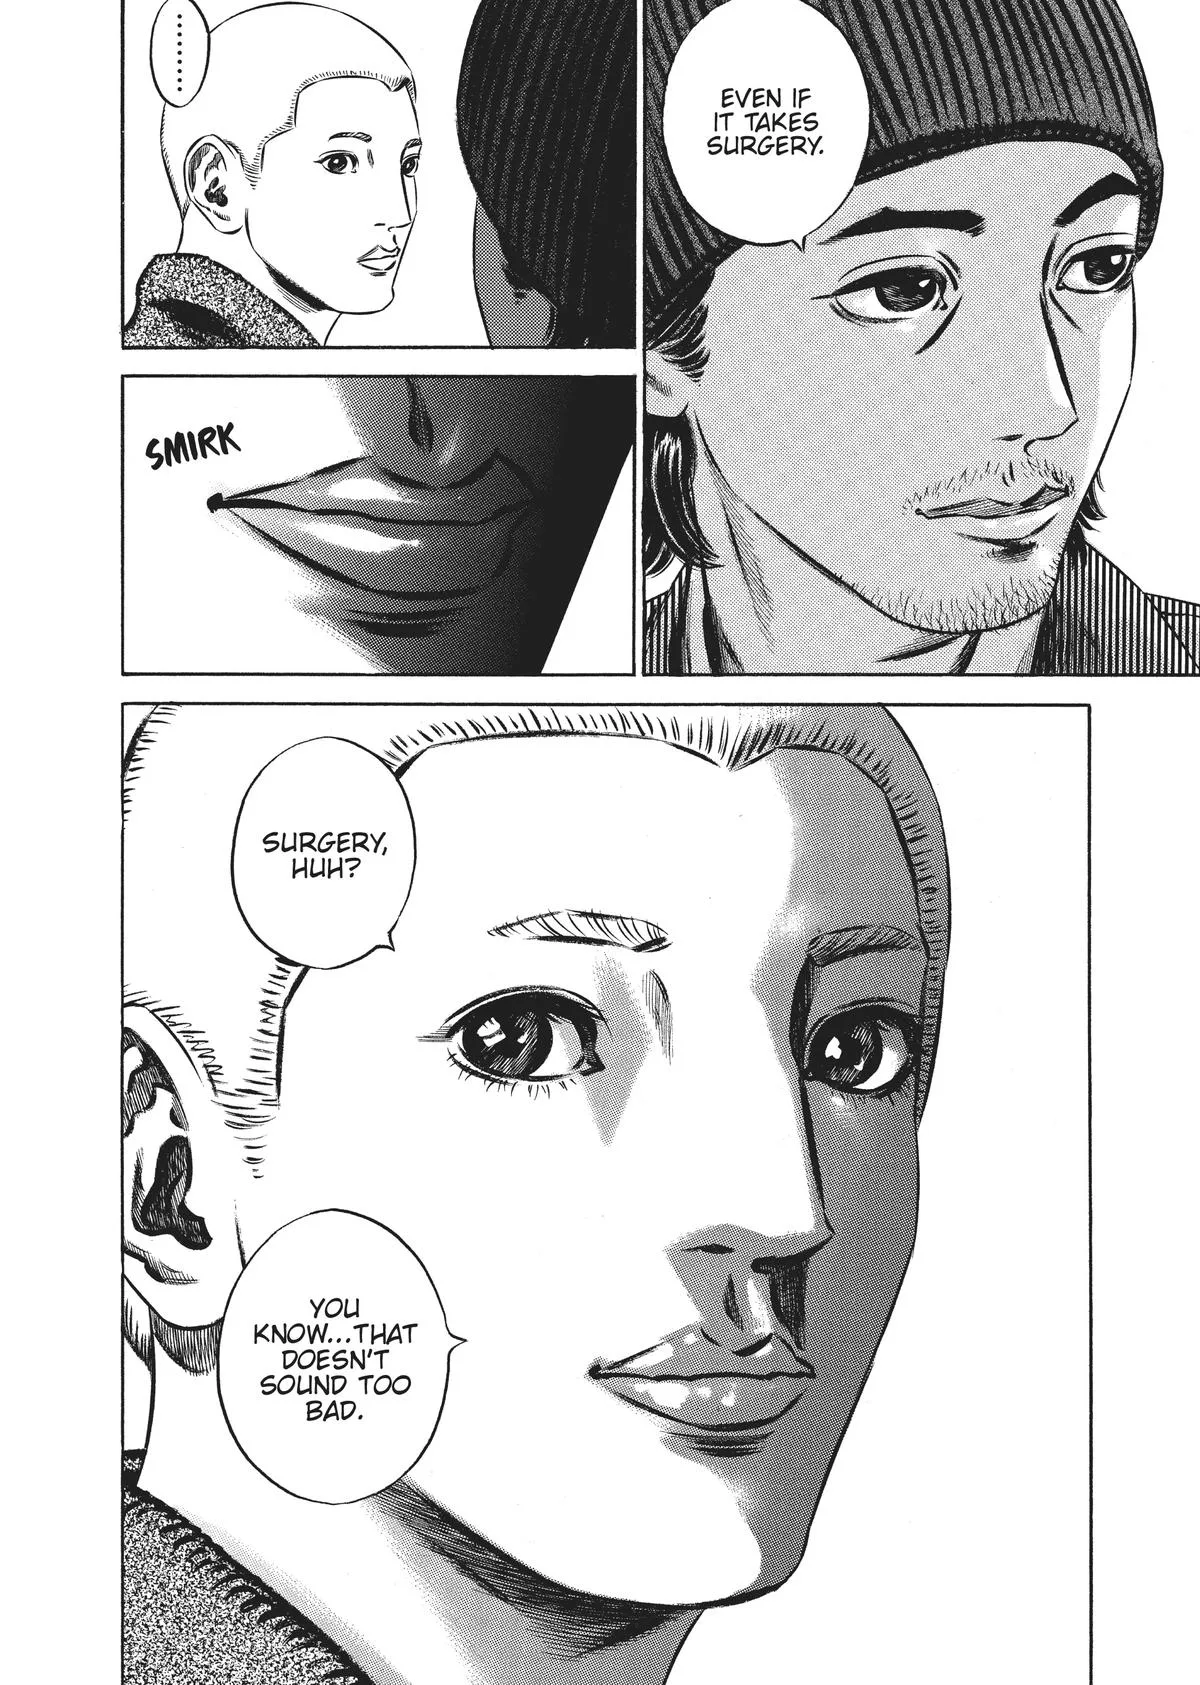 EVEN IF
IT TAKES
SURGERY.
.........
SMIRK
SURGERY,
HUH?
YOU
KNOW...THAT
DOESN'T
SOUND TOO
BAD.